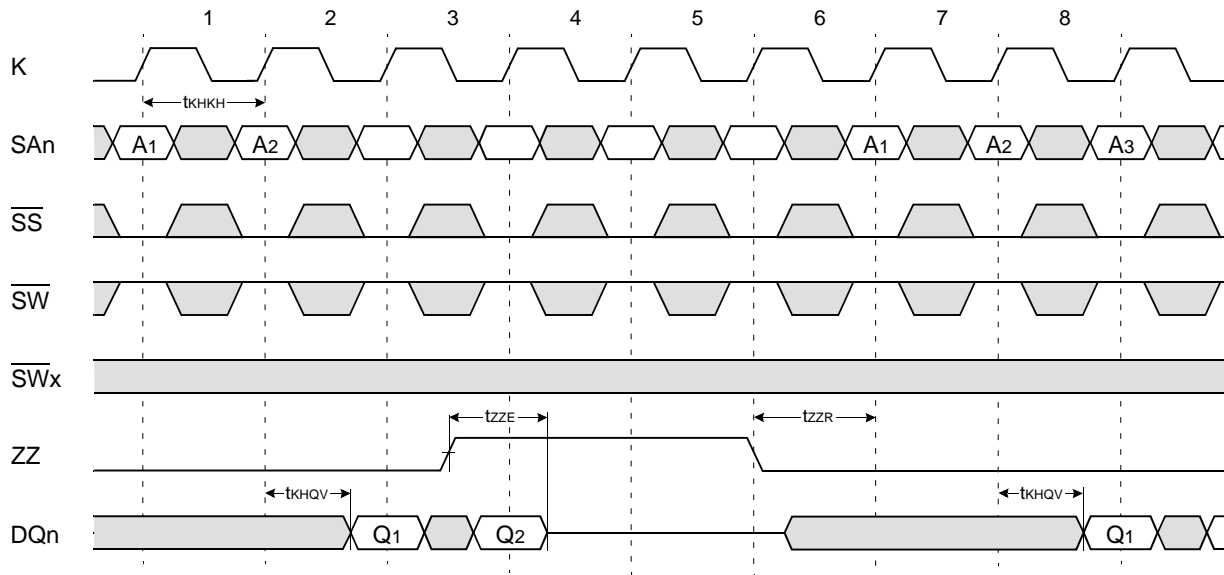 1 2 3 4 5 6 7 8
K
tKHKH
SAn A1 A2 A1 A2 A3
SS
SW
SWx
tZZE tZZR
ZZ
tKHQV tKHQV
DQn Q1 Q2 Q1